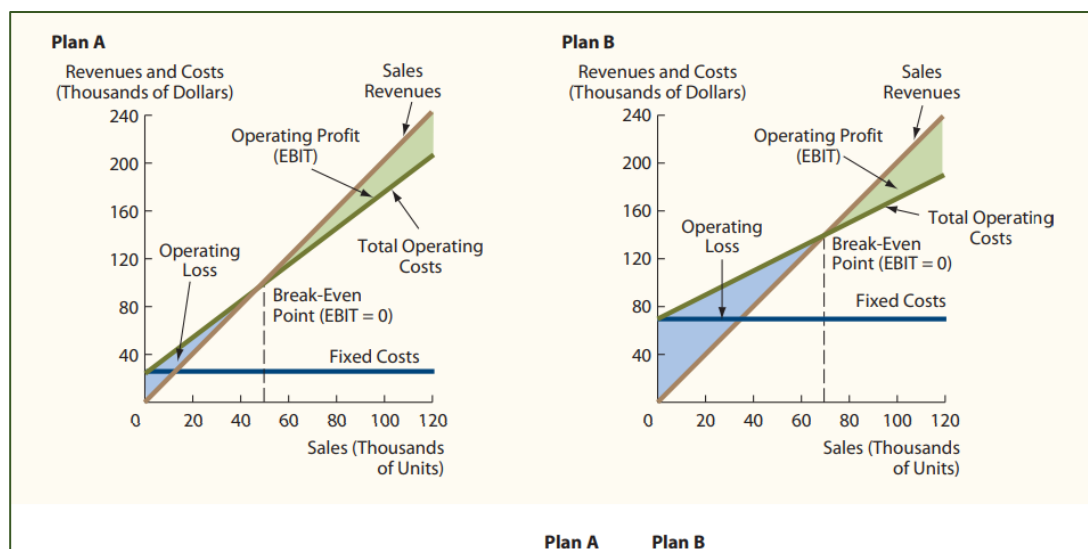 Plan A
Revenues and Costs
(Thousands of Dollars)
Sales
Revenues
240
200
160
120
80
40
0
20
40
60
80
100
120
Operating Profit
(EBIT)
Operating
Loss
Total Operating
Costs
Break-Even
Point (EBIT = 0)
Fixed Costs
Sales (Thousands
of Units)
Plan B
Revenues and Costs
(Thousands of Dollars)
Sales
Revenues
240
200
160
120
80
40
0
20
40
60
80
100
120
Operating Profit
(EBIT)
Operating
Loss
Total Operating
Costs
Break-Even
Point (EBIT = 0)
Fixed Costs
Sales (Thousands
of Units)
Plan A Plan B